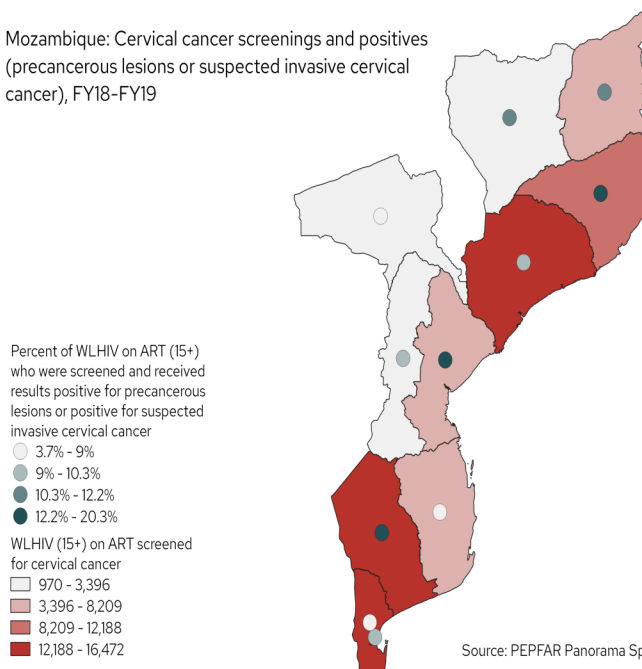 Mozambique: Cervical cancer screenings and positives
(precancerous lesions or suspected invasive cervical
cancer), FY18-FY19
Percent of WLHIV on ART (15+)
who were screened and received
results positive for precancerous
lesions or positive for suspected
invasive cervical cancer
3.7% - 9%
9% - 10.3%
10.3% - 12.2%
12.2% - 20.3%
WLHIV (15+) on ART screened
for cervical cancer
970 - 3,396
3,396 - 8,209
8,209 - 12,188
12,188 - 16,472
Source: PEPFAR Panorama Sp